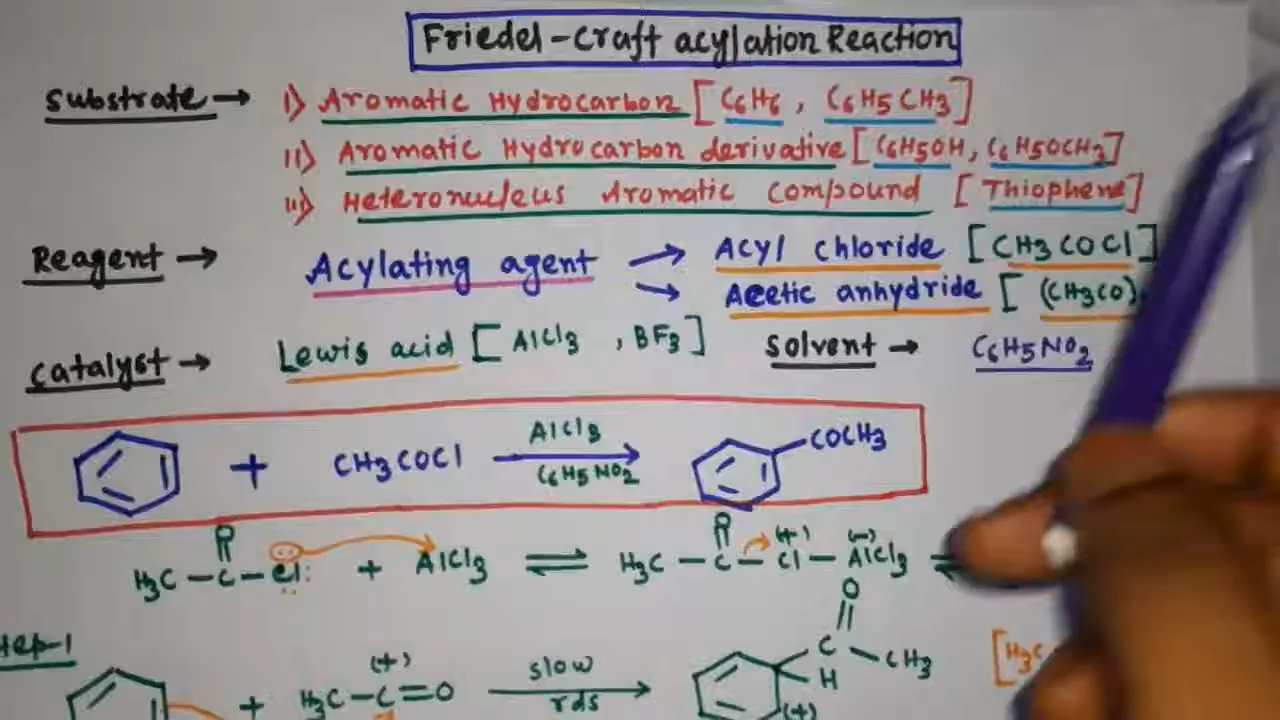 Friedel-Craft acylation Reaction
Substrate → i) Aromatic Hydrocarbon [C6H6, C6H5CH3]
ii) Aromatic Hydrocarbon derivative [C6H5OH, C6H5OCH3]
ii) Heteronucleus Aromatic Compound [Thiophene]
Reagent → Acylating agent → Acyl chloride [CH3COCl]
→ Acetic anhydride [(CH3CO)
Catalyst → Lewis acid [AlCl3, BF3] Solvent → C6H5NO2
+ CH3COCl AlCl3 C6H5NO2 COCH3
H3C-C-Cl: + AlCl3 ⇌ H3C-C-Cl-AlCl3 (+) (-)
O
Step-1
+ H3C-C=O (+) slow rds C CH3 H (+) [H3C